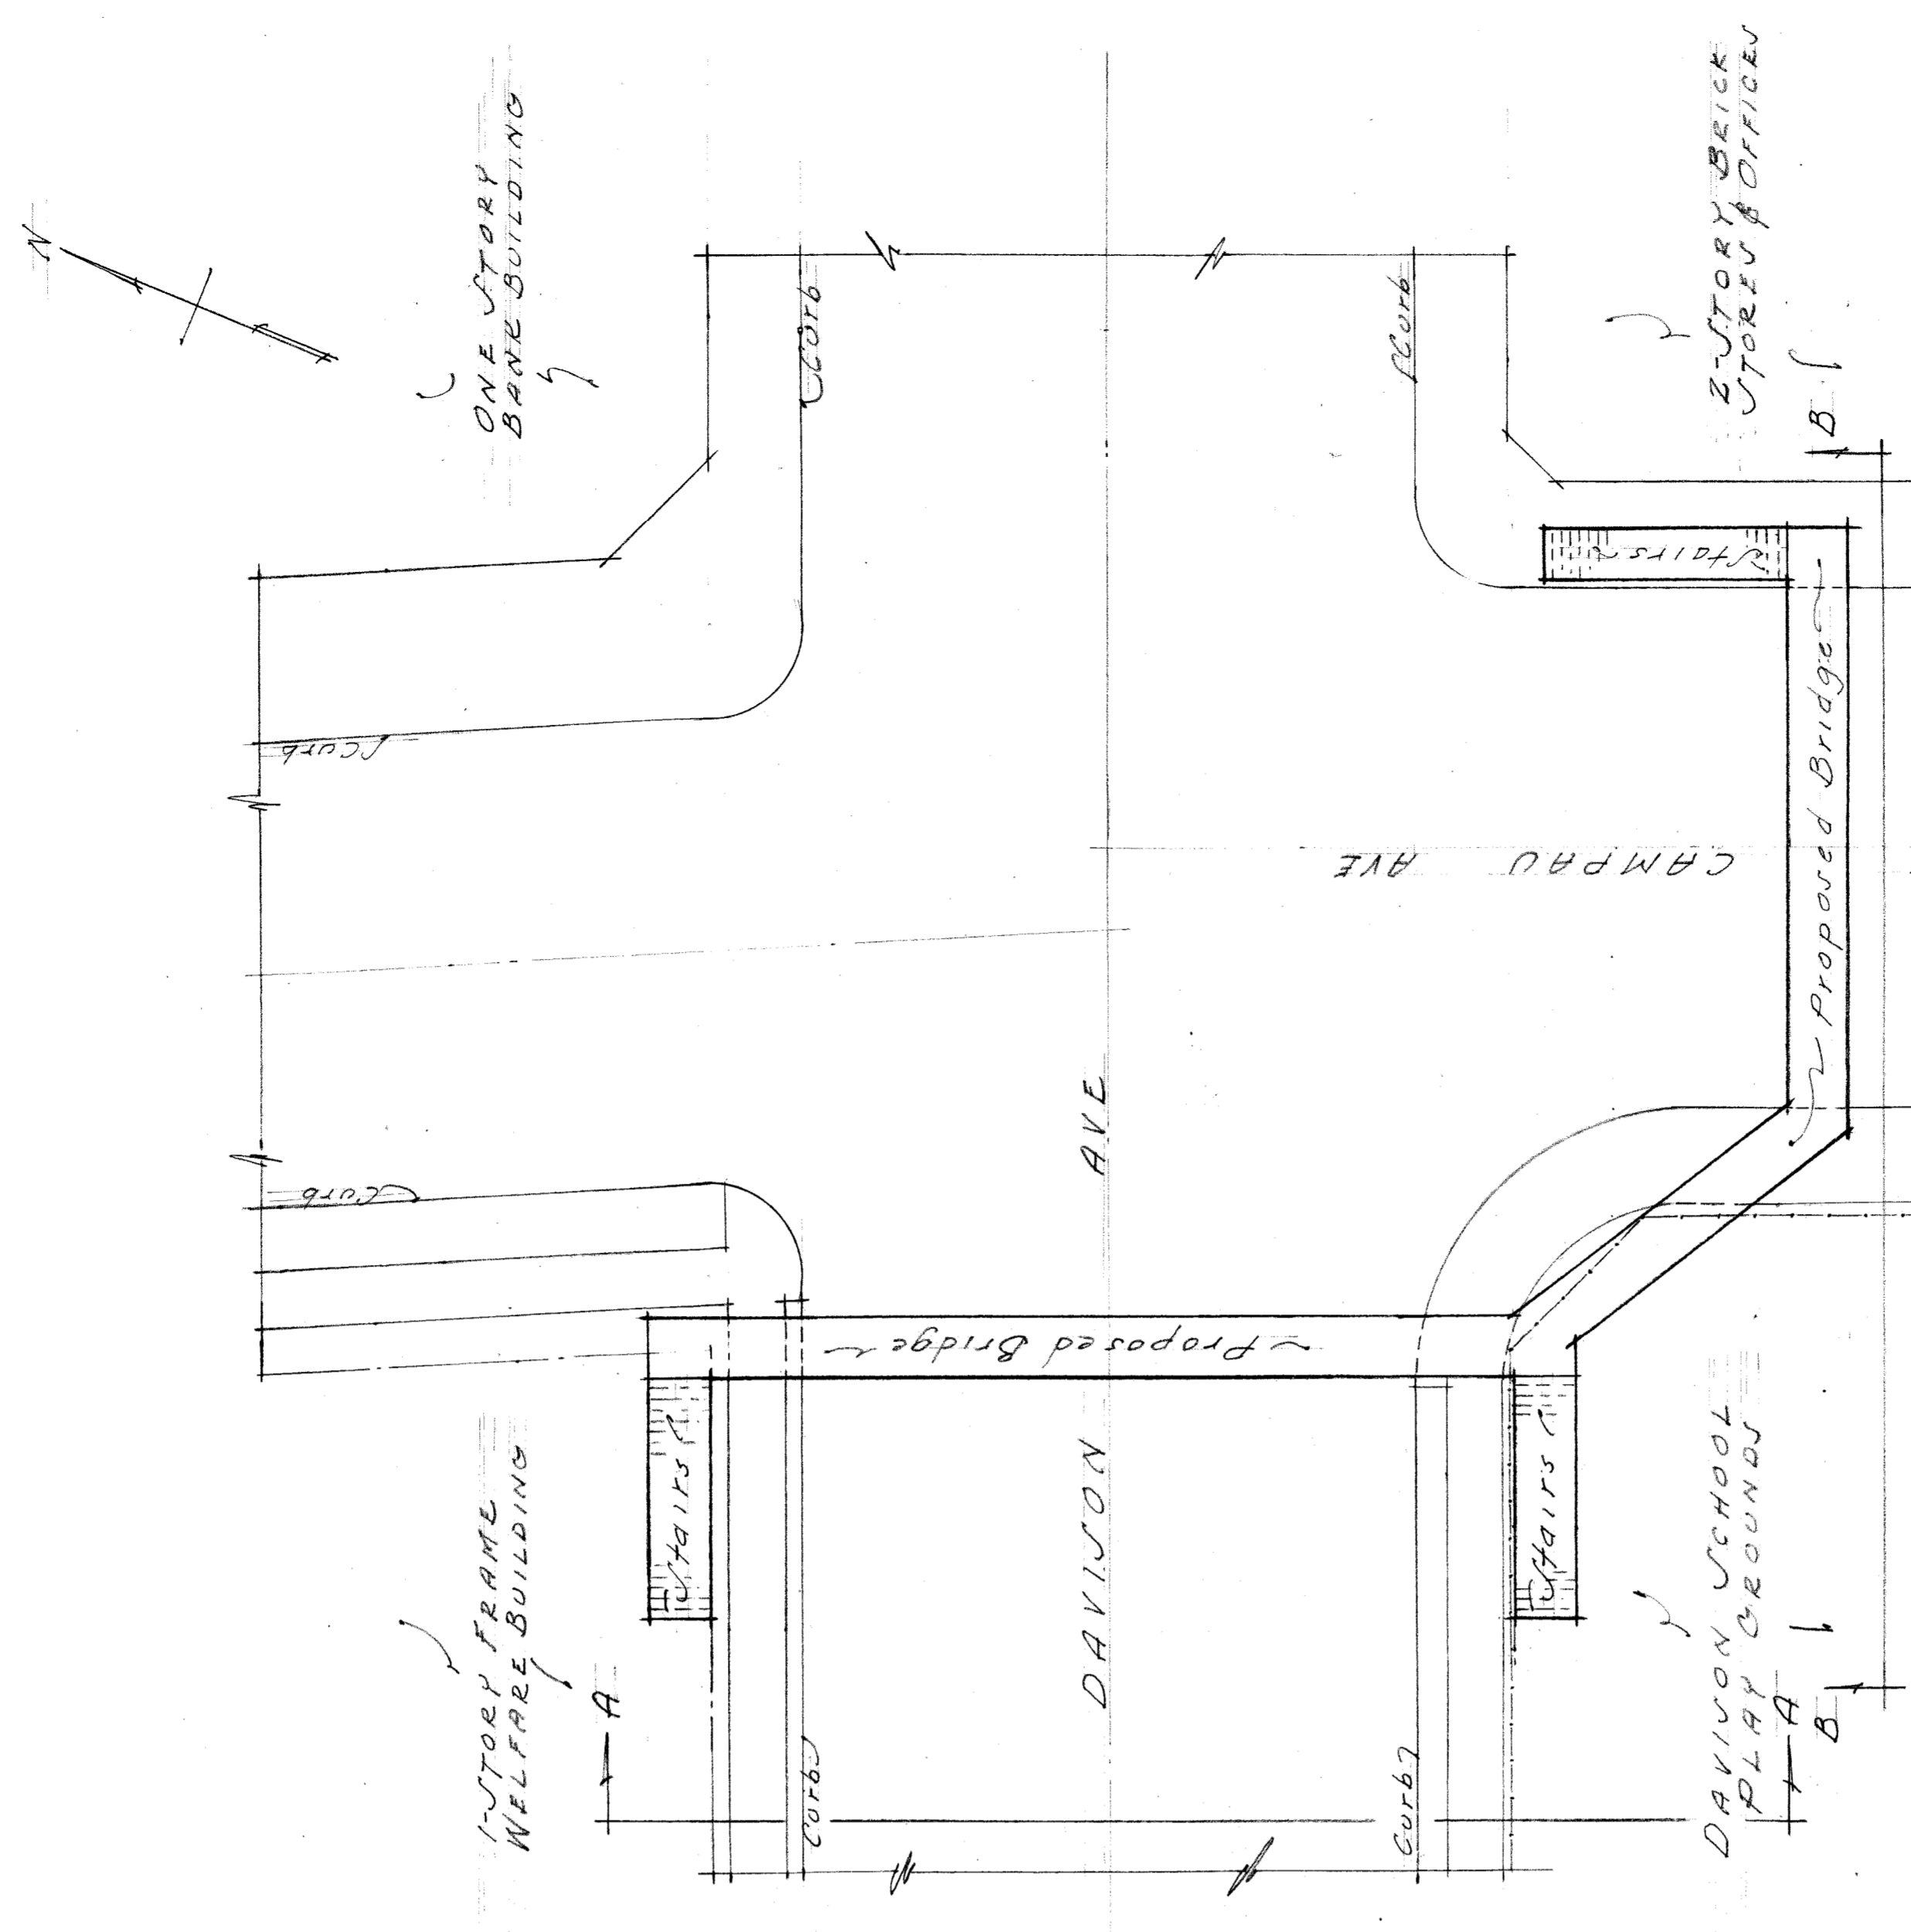 N
ONE STORY
BANK BUILDING
2-STORY BRICK
STORES & OFFICES
Curb
Curb
Curb
Curb
Curb
Curb
B
B
A
A
Stairs
Stairs
Stairs
Proposed Bridge
Proposed Bridge
CAMPAU AVE
DAVISON AVE
1-STORY FRAME
WELFARE BUILDING
DAVISON SCHOOL
PLAY GROUNDS